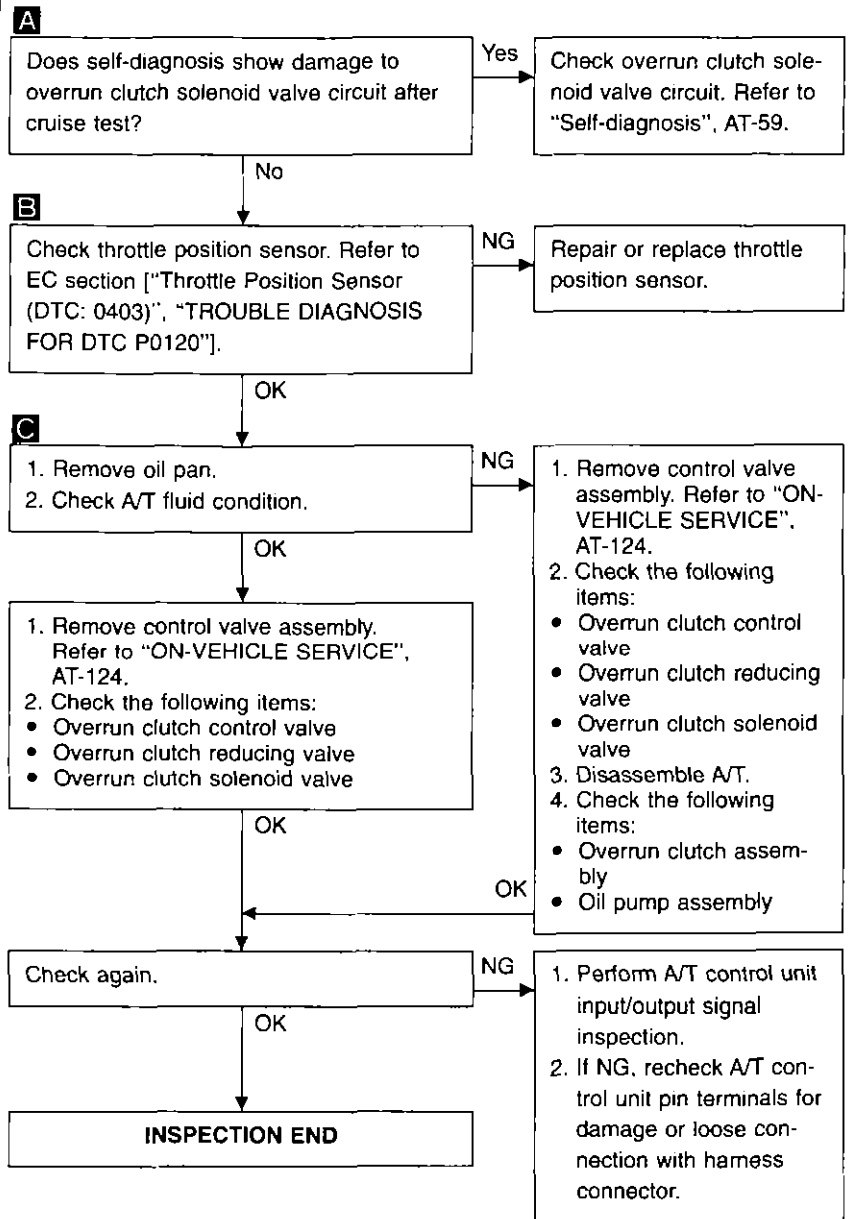 A
Does self-diagnosis show damage to
overrun clutch solenoid valve circuit after
cruise test?
Yes
Check overrun clutch sole-
noid valve circuit. Refer to
“Self-diagnosis”, AT-59.
No
B
Check throttle position sensor. Refer to
EC section [“Throttle Position Sensor
(DTC: 0403)”, “TROUBLE DIAGNOSIS
FOR DTC P0120”].
NG
Repair or replace throttle
position sensor.
OK
C
1. Remove oil pan.
2. Check A/T fluid condition.
NG
1. Remove control valve
assembly. Refer to “ON-
VEHICLE SERVICE”,
AT-124.
2. Check the following
items:
• Overrun clutch control
valve
• Overrun clutch reducing
valve
• Overrun clutch solenoid
valve
3. Disassemble A/T.
4. Check the following
items:
• Overrun clutch assem-
bly
• Oil pump assembly
OK
1. Remove control valve assembly.
Refer to “ON-VEHICLE SERVICE”,
AT-124.
2. Check the following items:
• Overrun clutch control valve
• Overrun clutch reducing valve
• Overrun clutch solenoid valve
OK
OK
Check again.
NG
1. Perform A/T control unit
input/output signal
inspection.
2. If NG, recheck A/T con-
trol unit pin terminals for
damage or loose con-
nection with harness
connector.
OK
INSPECTION END